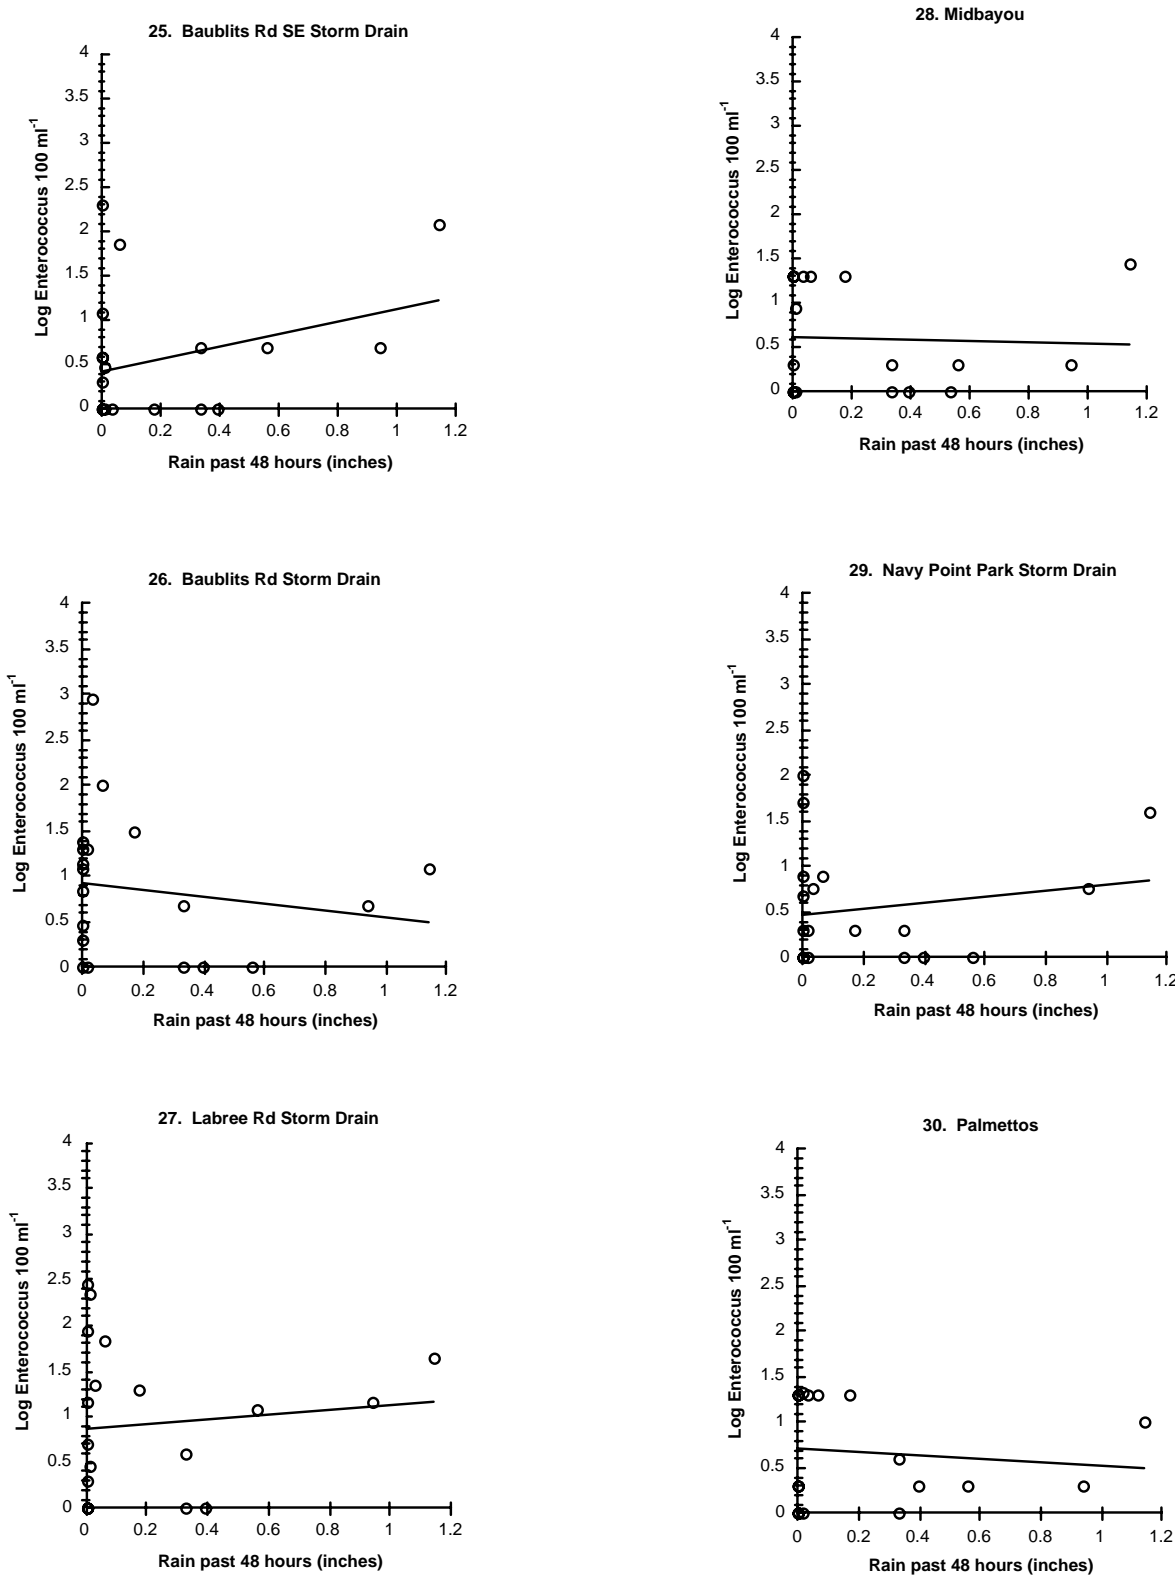 25. Baublits Rd SE Storm Drain
Log Enterococcus 100 ml-1
4
3.5
3
2.5
2
1.5
1
0.5
0
0 0.2 0.4 0.6 0.8 1 1.2
Rain past 48 hours (inches)
26. Baublits Rd Storm Drain
Log Enterococcus 100 ml-1
4
3.5
3
2.5
2
1.5
1
0.5
0
0 0.2 0.4 0.6 0.8 1 1.2
Rain past 48 hours (inches)
27. Labree Rd Storm Drain
Log Enterococcus 100 ml-1
4
3.5
3
2.5
2
1.5
1
0.5
0
0 0.2 0.4 0.6 0.8 1 1.2
Rain past 48 hours (inches)
28. Midbayou
Log Enterococcus 100 ml-1
4
3.5
3
2.5
2
1.5
1
0.5
0
0 0.2 0.4 0.6 0.8 1 1.2
Rain past 48 hours (inches)
29. Navy Point Park Storm Drain
Log Enterococcus 100 ml-1
4
3.5
3
2.5
2
1.5
1
0.5
0
0 0.2 0.4 0.6 0.8 1 1.2
Rain past 48 hours (inches)
30. Palmettos
Log Enterococcus 100 ml-1
4
3.5
3
2.5
2
1.5
1
0.5
0
0 0.2 0.4 0.6 0.8 1 1.2
Rain past 48 hours (inches)